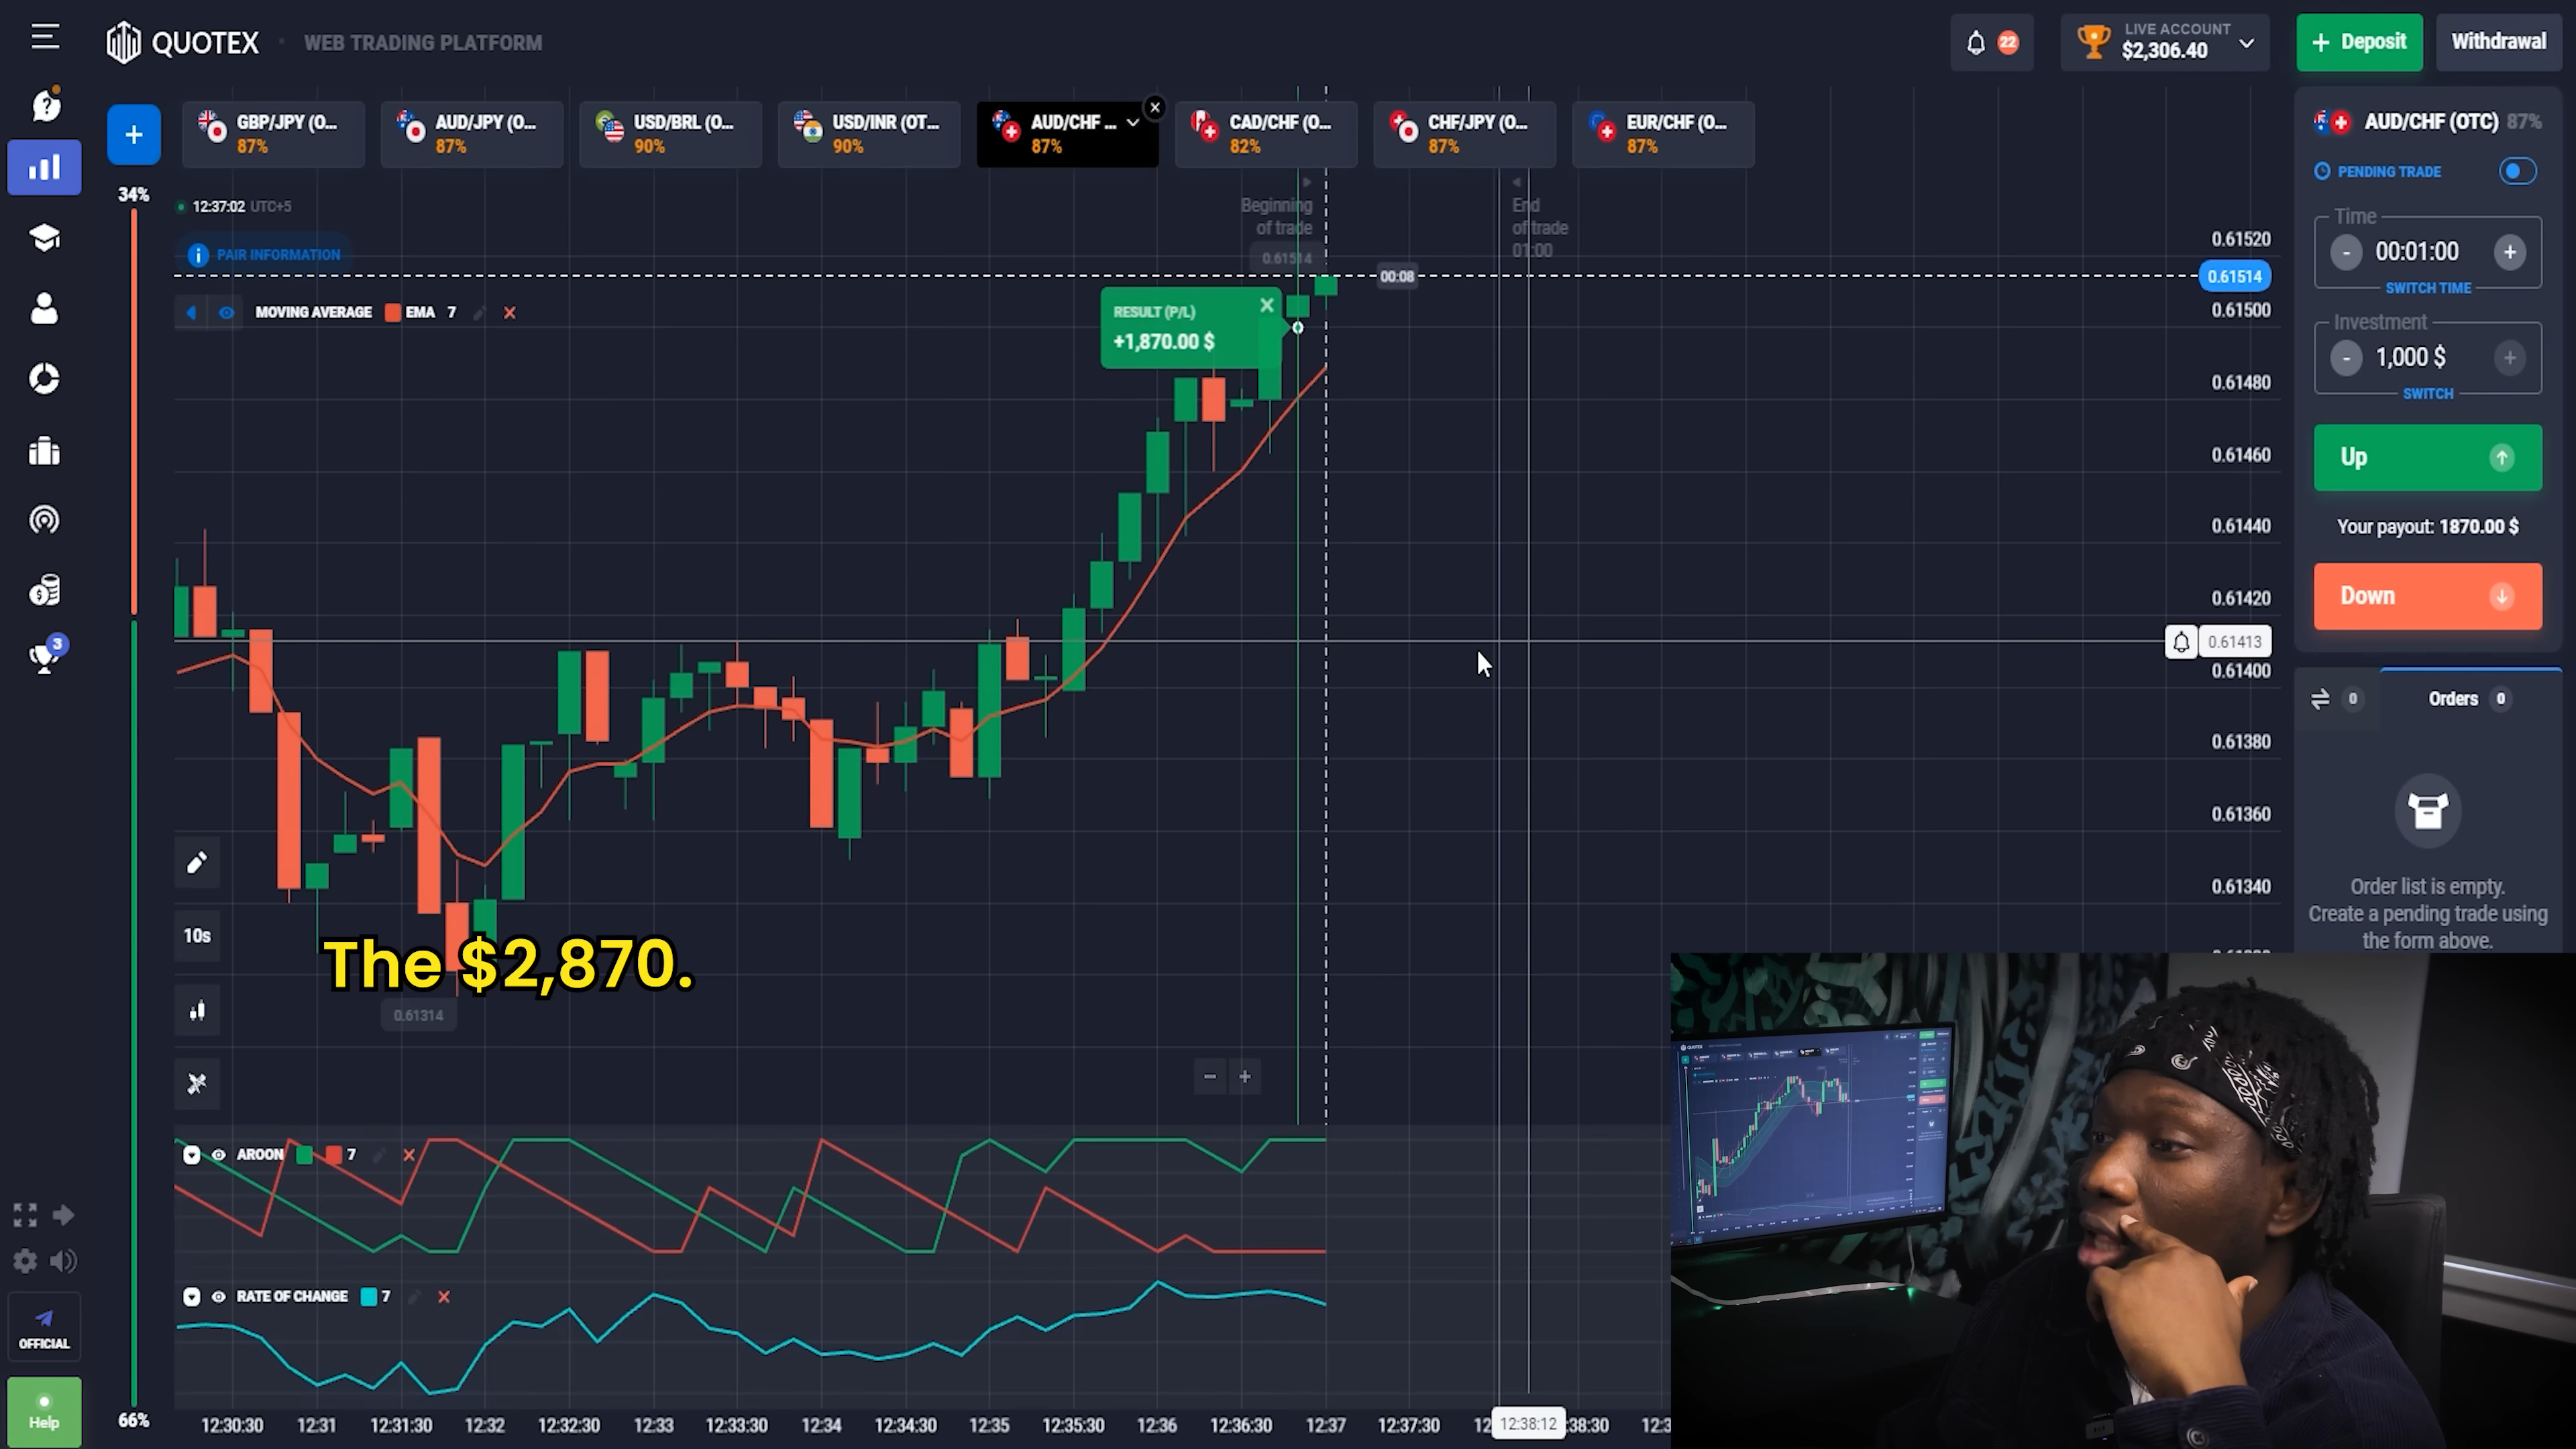 QUOTEX
WEB TRADING PLATFORM
22
LIVE ACCOUNT
$2,306.40
+ Deposit
Withdrawal
GBP/JPY (O...
87%
AUD/JPY (O...
87%
USD/BRL (O...
90%
USD/INR (OT...
90%
AUD/CHF ...
87%
CAD/CHF (O...
82%
CHF/JPY (O...
87%
EUR/CHF (O...
87%
AUD/CHF (OTC) 87%
PENDING TRADE
Time
- 00:01:00 +
SWITCH TIME
Investment
- 1,000 $ +
SWITCH
Up
Your payout: 1870.00 $
Down
0
Orders 0
Order list is empty.
Create a pending trade using
the form above.
34%
12:37:02 UTC+5
PAIR INFORMATION
MOVING AVERAGE EMA 7
Beginning
of trade
0.61514
End
of trade
01:00
00:08
RESULT (P/L)
+1,870.00 $
0.61520
0.61514
0.61500
0.61480
0.61460
0.61440
0.61420
0.61413
0.61400
0.61380
0.61360
0.61340
3
10s
The $2,870.
0.61314
AROON 7
RATE OF CHANGE 7
OFFICIAL
Help
66%
12:30:30
12:31
12:31:30
12:32
12:32:30
12:33
12:33:30
12:34
12:34:30
12:35
12:35:30
12:36
12:36:30
12:37
12:37:30
12:38:12
:38:30